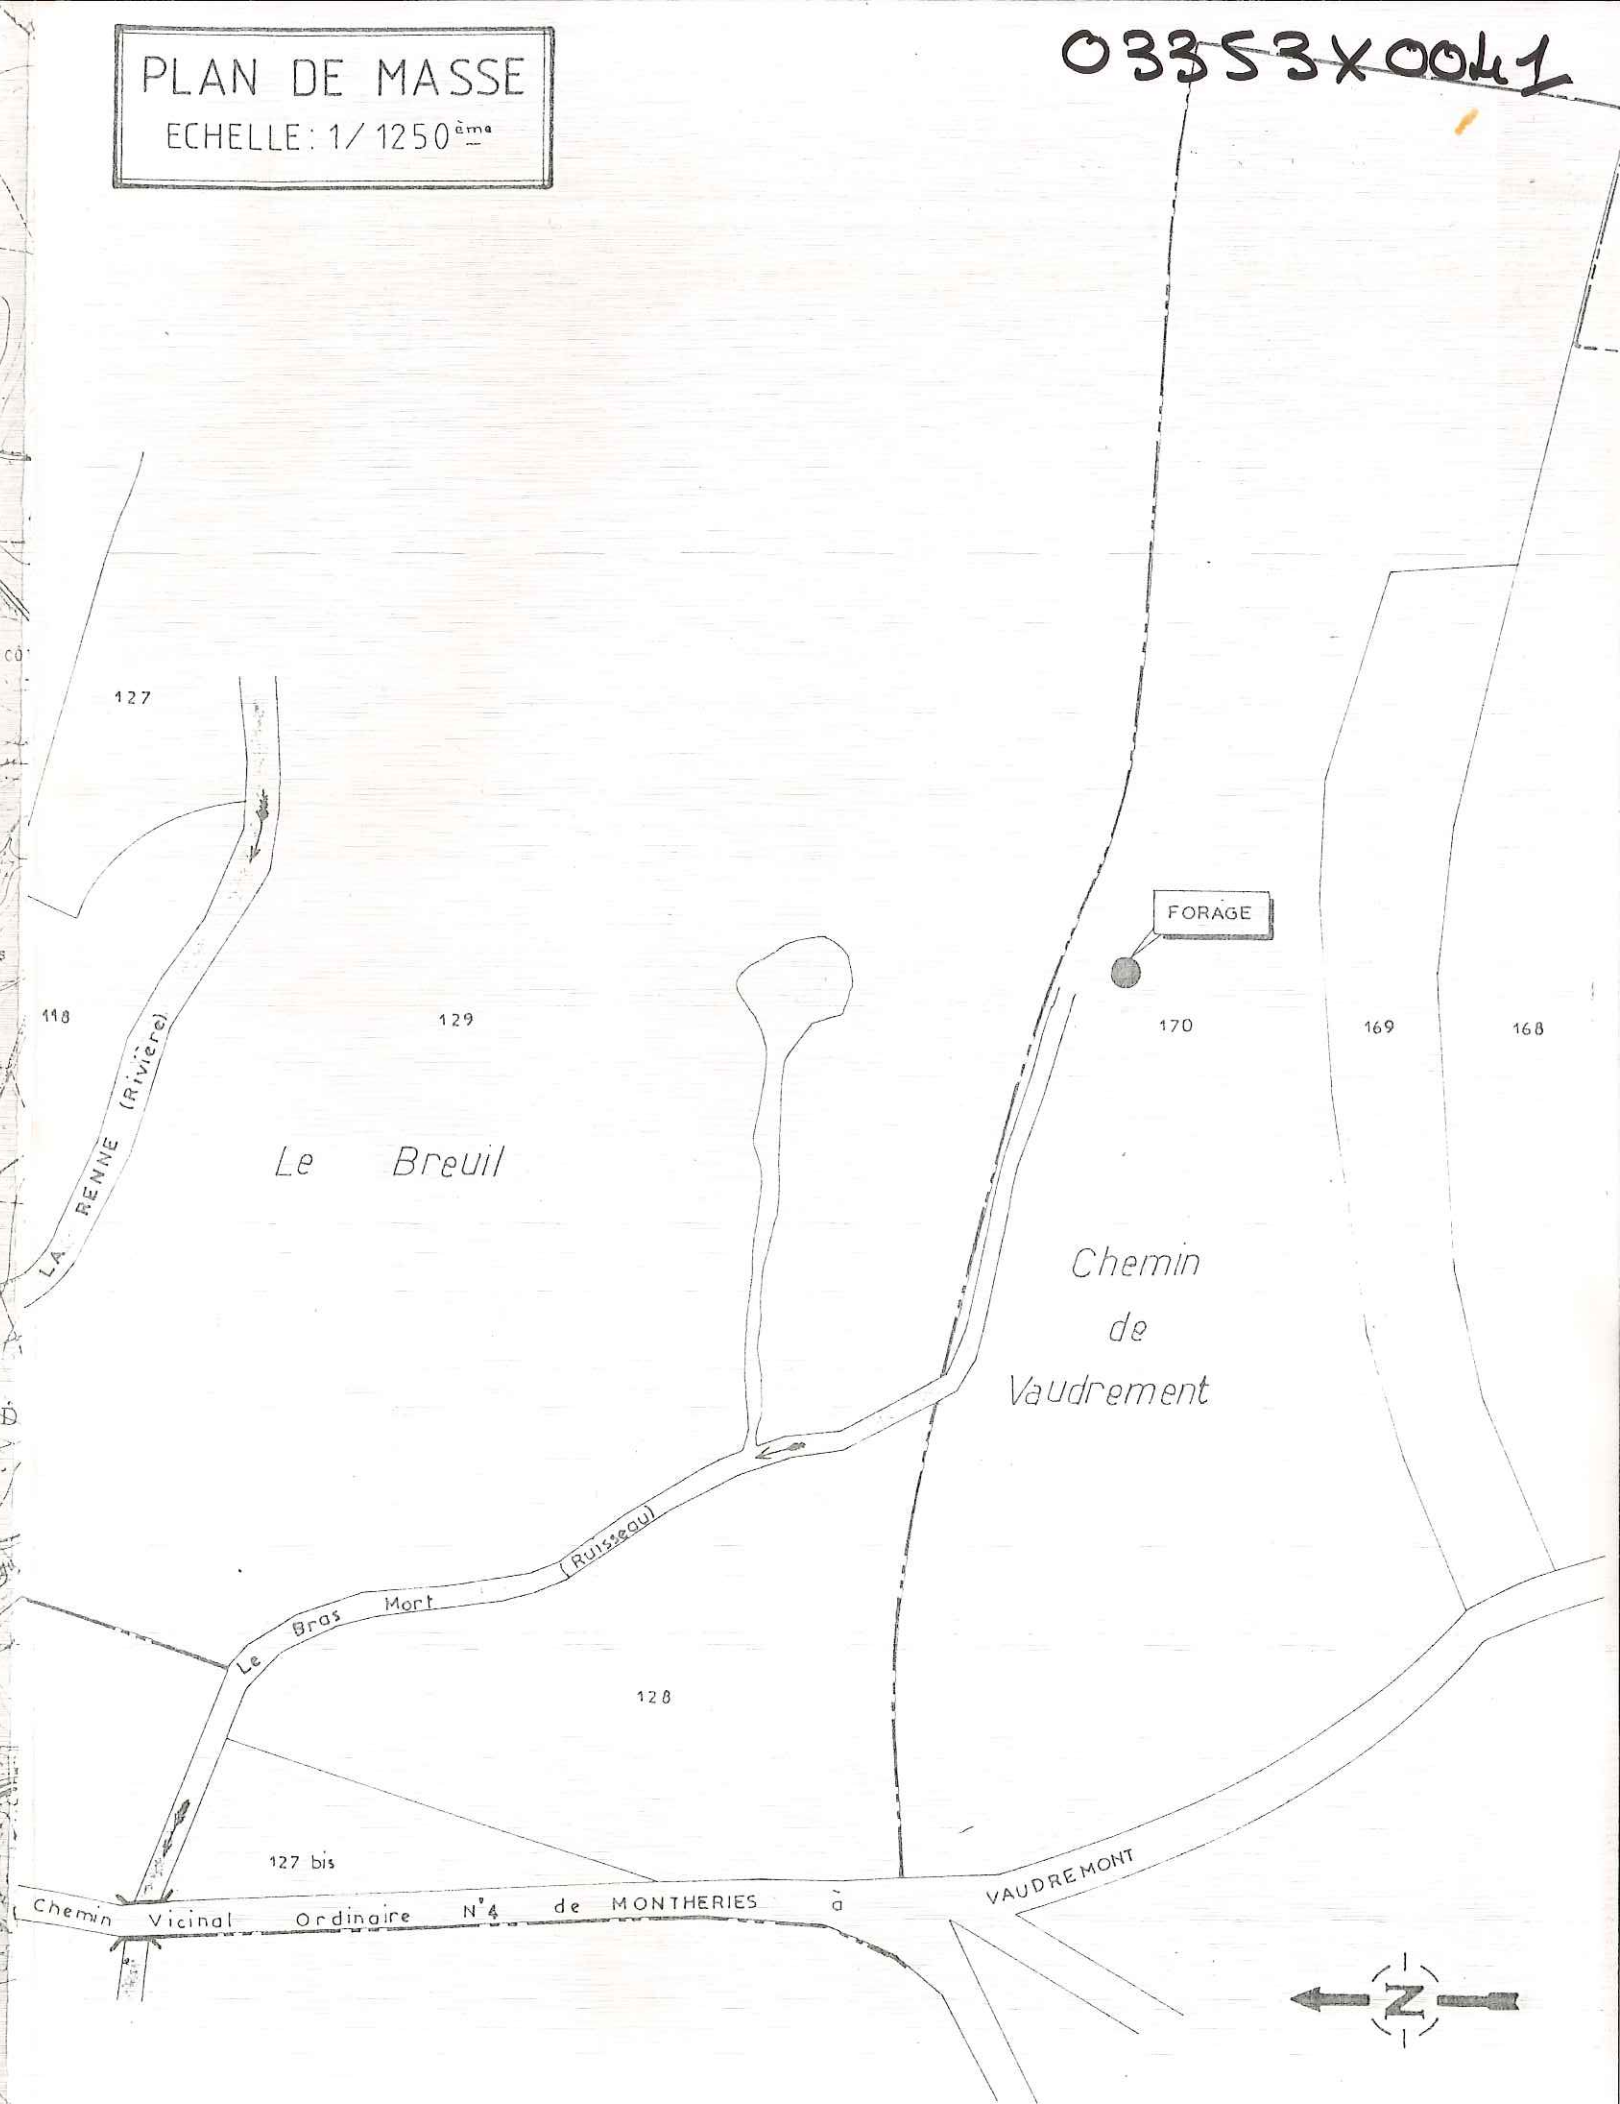 03353X0041
PLAN DE MASSE
ECHELLE: 1/1250ème
127
FORAGE
118
129
170
169
168
LA RENNE (Rivière)
Le Breuil
Chemin
de
Vaudrement
(Ruisseau)
Le Bras Mort
128
127 bis
Chemin Vicinal Ordinaire N°4 de MONTHERIES à VAUDREMONT
N